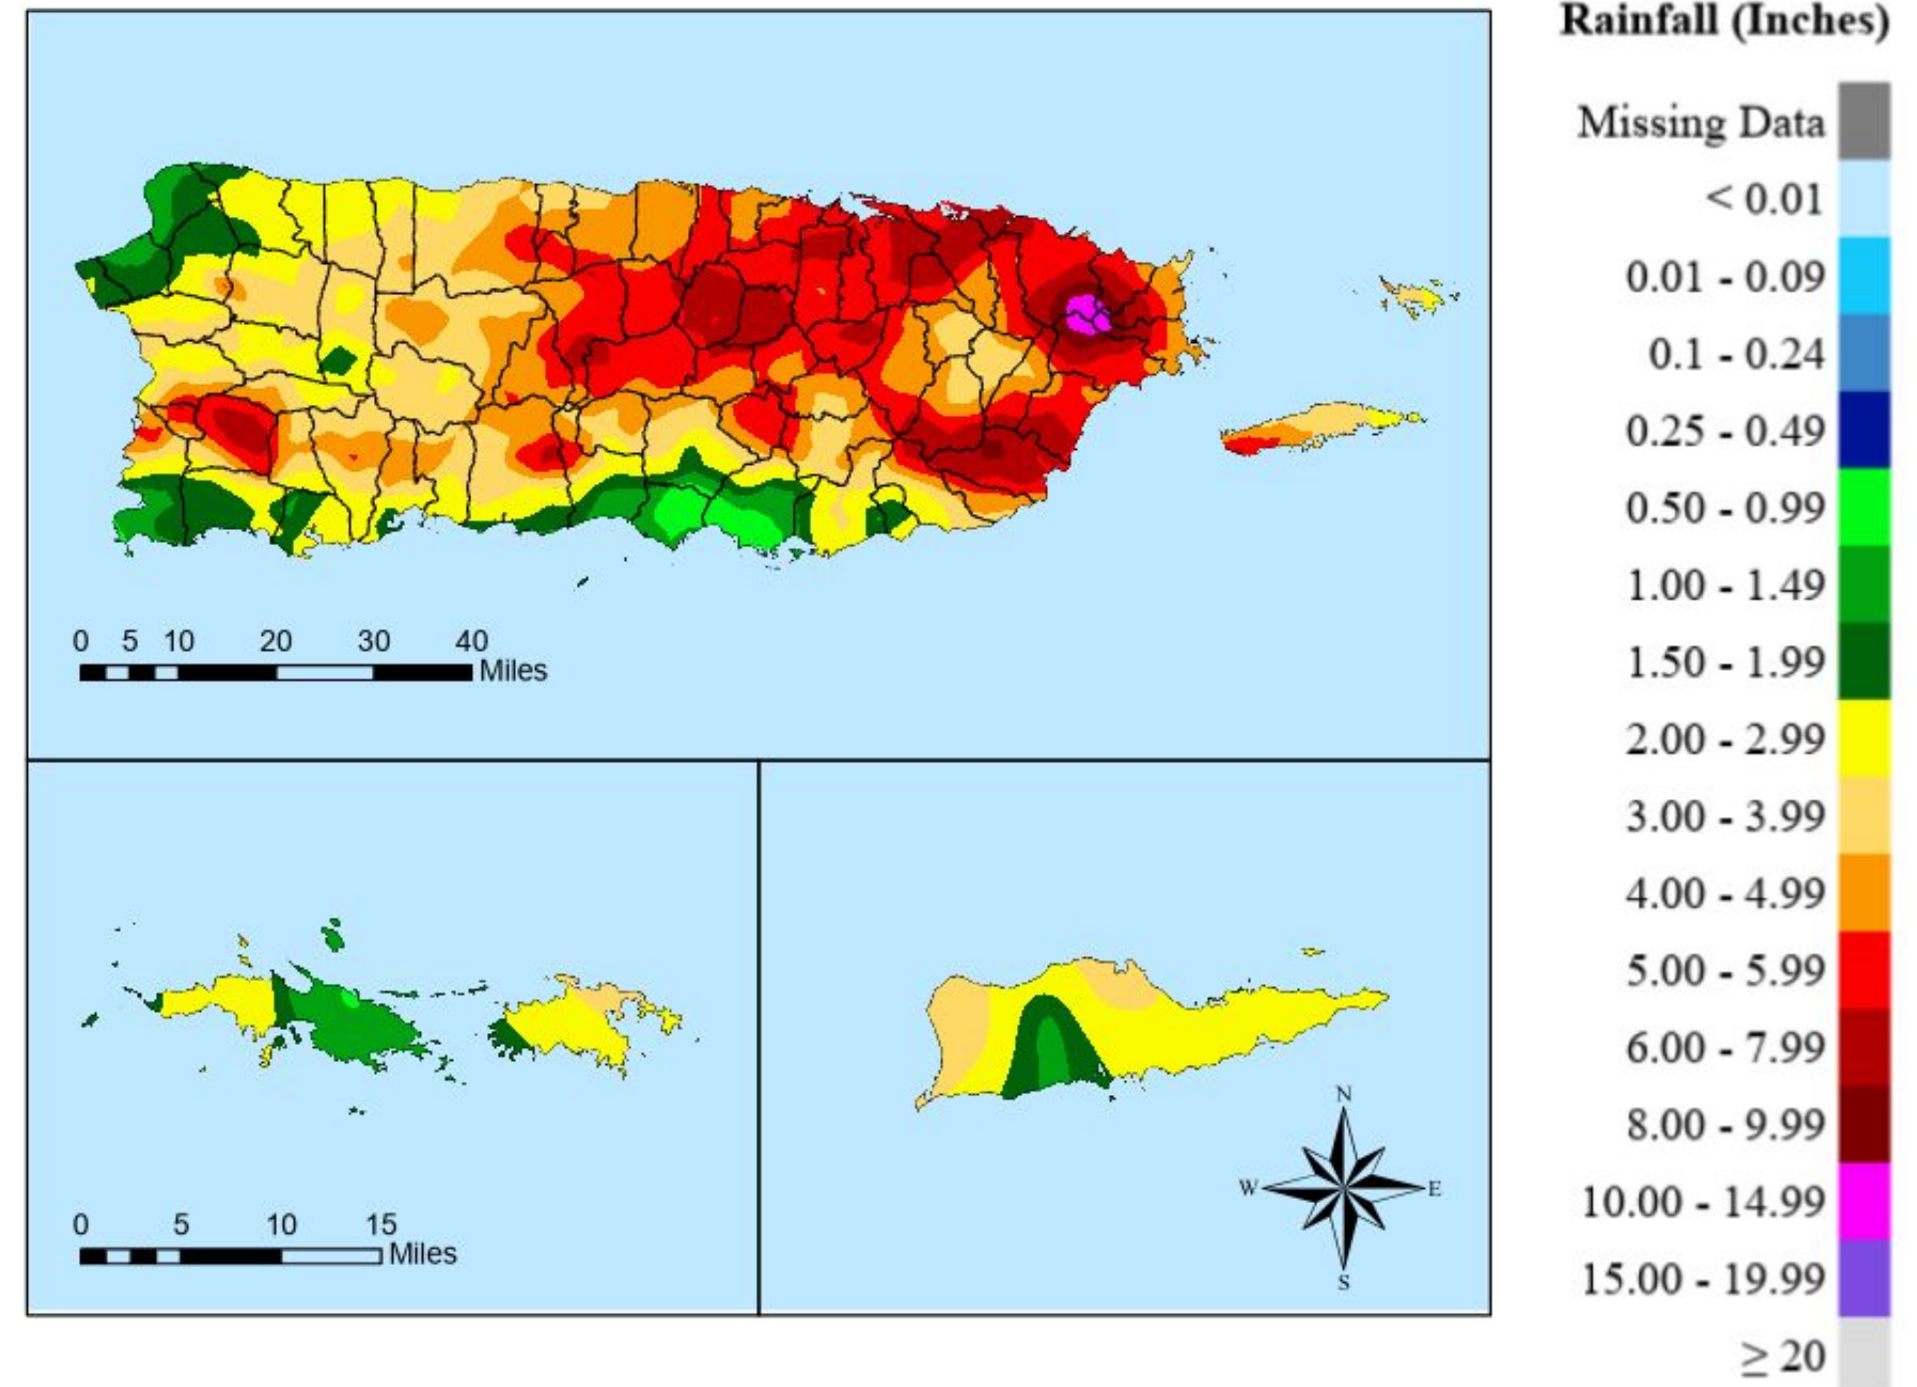 Rainfall (Inches)
Missing Data
< 0.01
0.01 - 0.09
0.1 - 0.24
0.25 - 0.49
0.50 - 0.99
1.00 - 1.49
1.50 - 1.99
2.00 - 2.99
3.00 - 3.99
4.00 - 4.99
5.00 - 5.99
6.00 - 7.99
8.00 - 9.99
10.00 - 14.99
15.00 - 19.99
≥ 20
0 5 10 20 30 40
Miles
0 5 10 15
Miles
N
W E
S